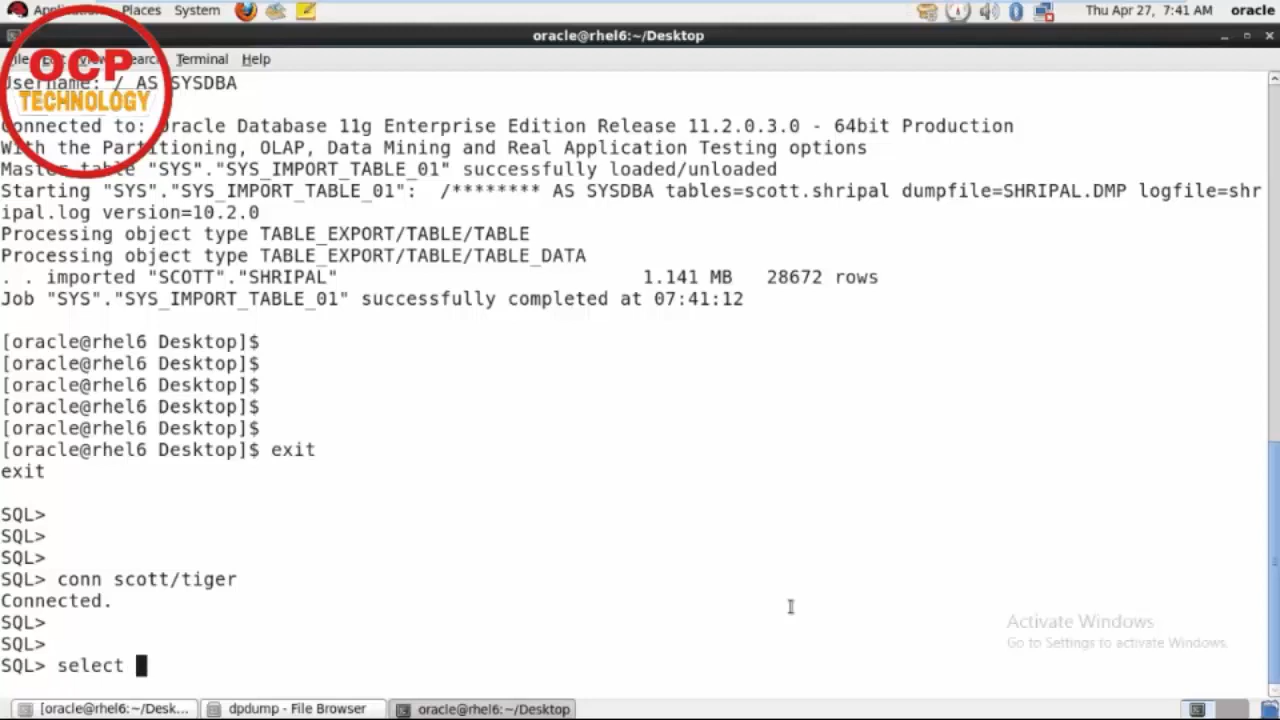 Applications Places System Thu Apr 27, 7:41 AM oracle
oracle@rhel6:~/Desktop
File Edit View Search Terminal Help
OCP
TECHNOLOGY
Username: / AS SYSDBA
Connected to: Oracle Database 11g Enterprise Edition Release 11.2.0.3.0 - 64bit Production
With the Partitioning, OLAP, Data Mining and Real Application Testing options
Master table "SYS"."SYS_IMPORT_TABLE_01" successfully loaded/unloaded
Starting "SYS"."SYS_IMPORT_TABLE_01": /******** AS SYSDBA tables=scott.shripal dumpfile=SHRIPAL.DMP logfile=shr
ipal.log version=10.2.0
Processing object type TABLE_EXPORT/TABLE/TABLE
Processing object type TABLE_EXPORT/TABLE/TABLE_DATA
. . imported "SCOTT"."SHRIPAL" 1.141 MB 28672 rows
Job "SYS"."SYS_IMPORT_TABLE_01" successfully completed at 07:41:12
[oracle@rhel6 Desktop]$
[oracle@rhel6 Desktop]$
[oracle@rhel6 Desktop]$
[oracle@rhel6 Desktop]$
[oracle@rhel6 Desktop]$
[oracle@rhel6 Desktop]$ exit
exit
SQL>
SQL>
SQL>
SQL> conn scott/tiger
Connected.
SQL>
SQL>
SQL> select
Activate Windows
Go to Settings to activate Windows.
[oracle@rhel6:~/Desk... dpdump - File Browser oracle@rhel6:~/Desktop